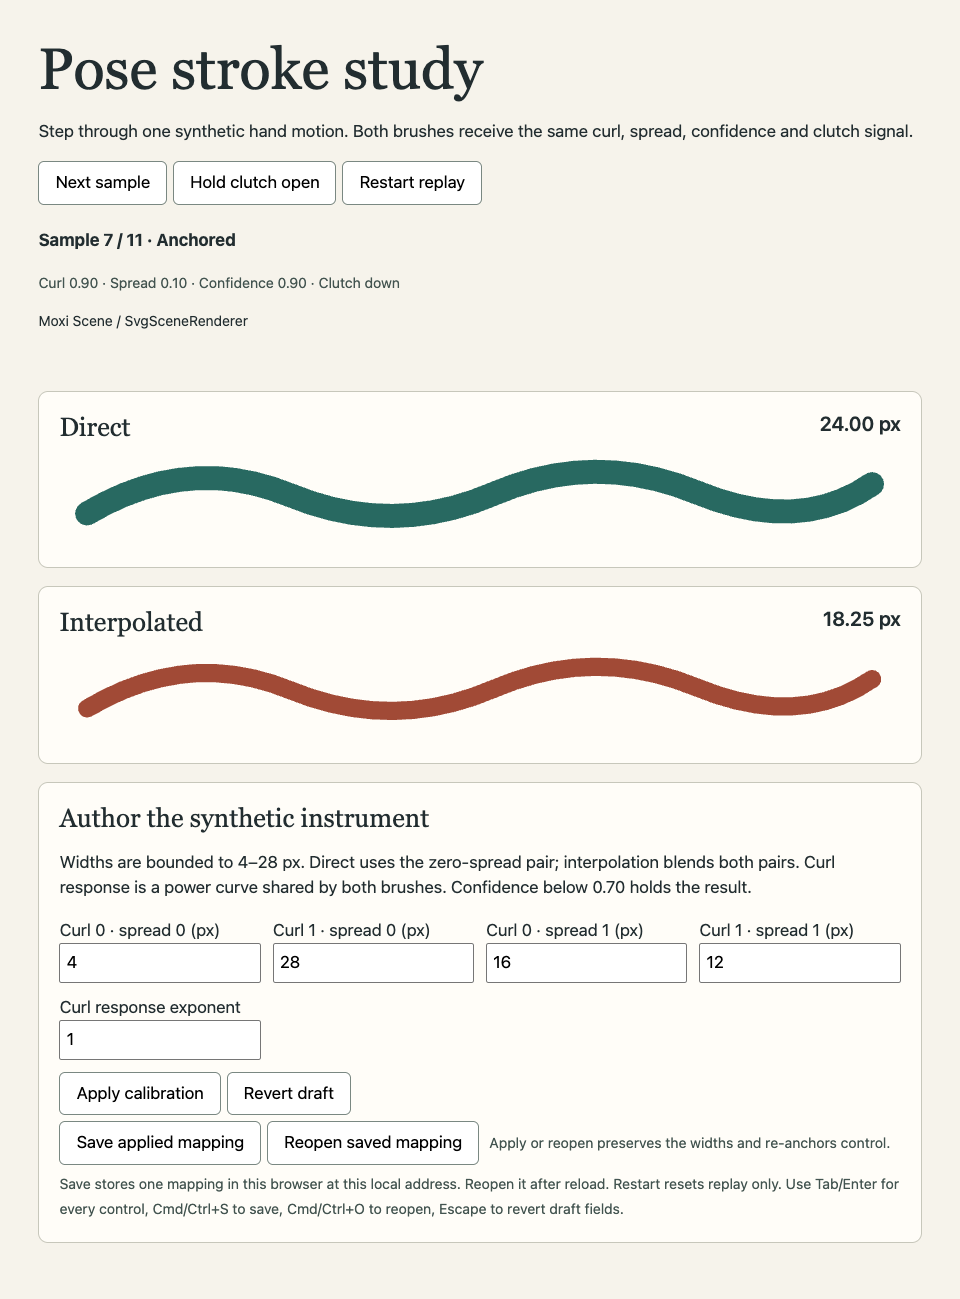 Pose stroke study
Step through one synthetic hand motion. Both brushes receive the same curl, spread, confidence and clutch signal.
Next sample
Hold clutch open
Restart replay
Sample 7 / 11 · Anchored
Curl 0.90 · Spread 0.10 · Confidence 0.90 · Clutch down
Moxi Scene / SvgSceneRenderer
Direct
24.00 px
Interpolated
18.25 px
Author the synthetic instrument
Widths are bounded to 4–28 px. Direct uses the zero-spread pair; interpolation blends both pairs. Curl
response is a power curve shared by both brushes. Confidence below 0.70 holds the result.
Curl 0 · spread 0 (px)
4
Curl 1 · spread 0 (px)
28
Curl 0 · spread 1 (px)
16
Curl 1 · spread 1 (px)
12
Curl response exponent
1
Apply calibration
Revert draft
Save applied mapping
Reopen saved mapping
Apply or reopen preserves the widths and re-anchors control.
Save stores one mapping in this browser at this local address. Reopen it after reload. Restart resets replay only. Use Tab/Enter for
every control, Cmd/Ctrl+S to save, Cmd/Ctrl+O to reopen, Escape to revert draft fields.